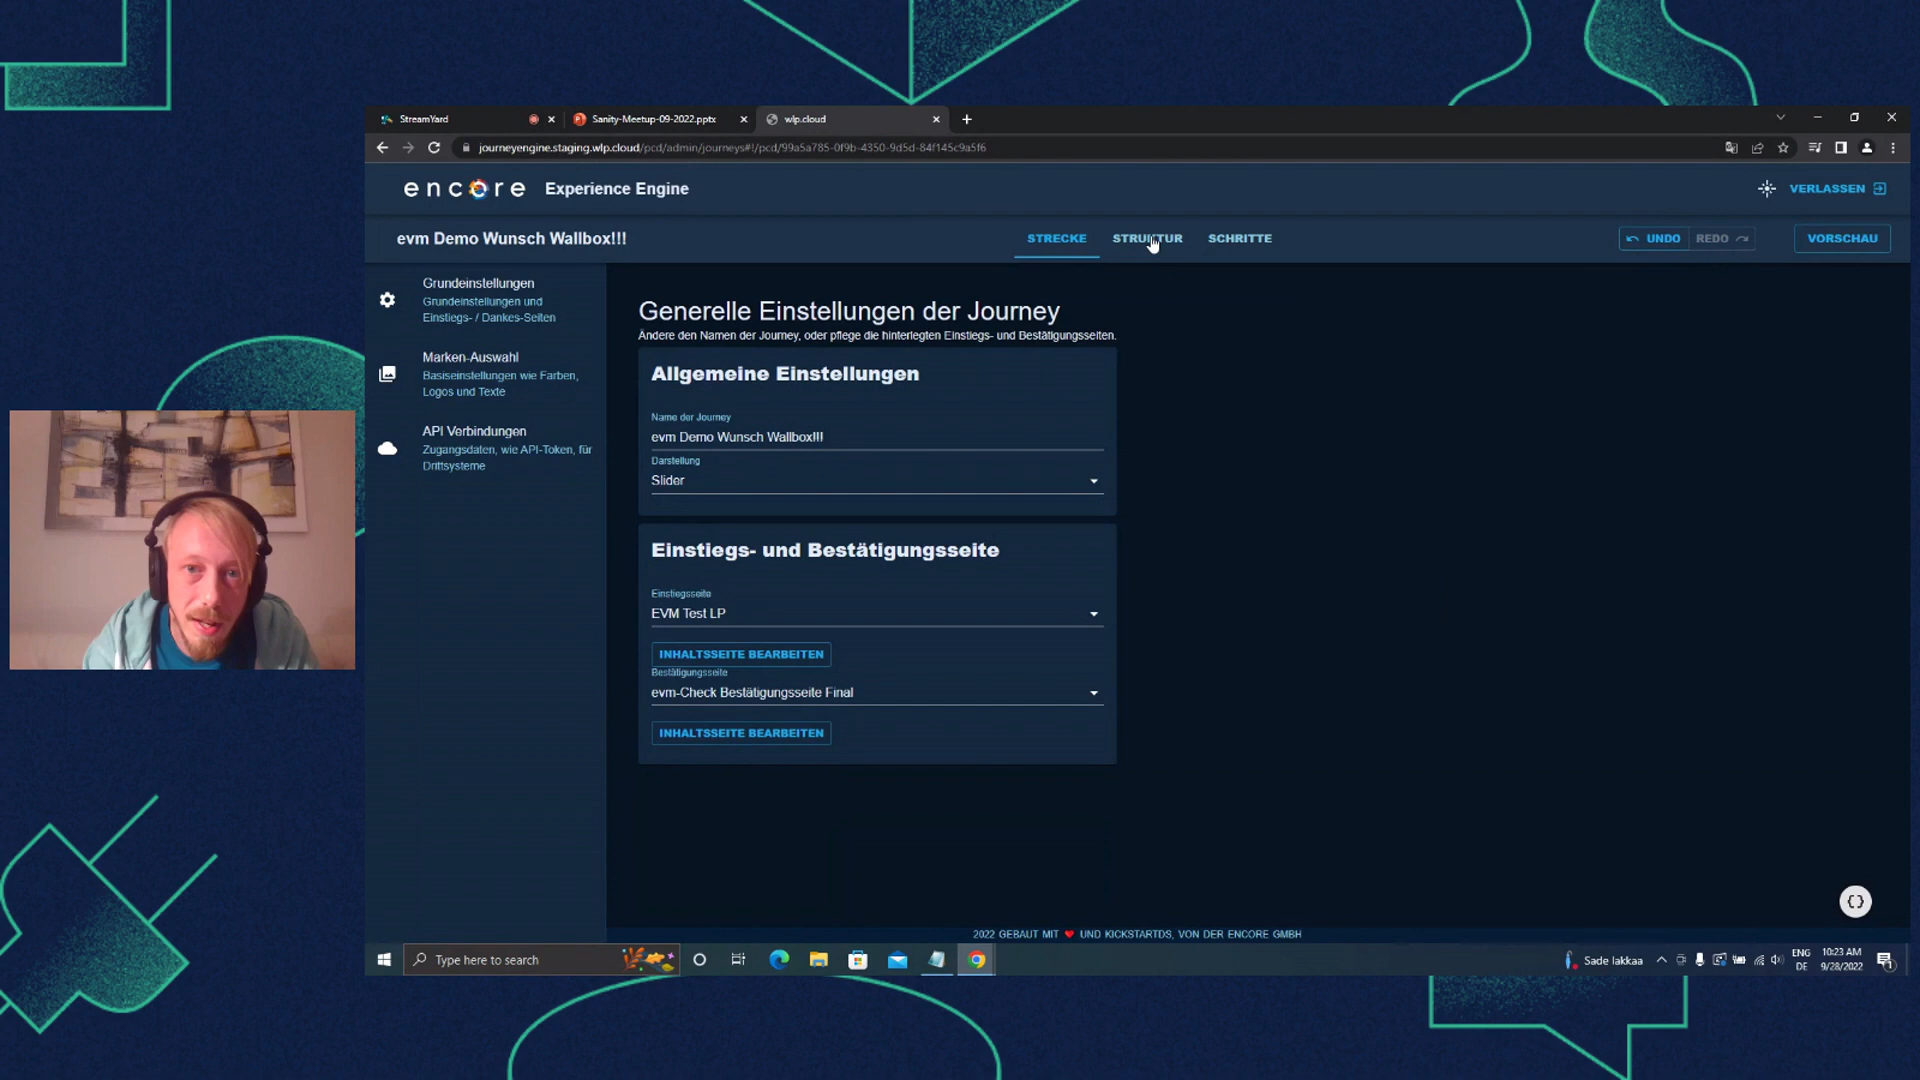 StreamYard
Sanity-Meetup-09-2022.pptx
wlp.cloud
journeyengine.staging.wlp.cloud/pcd/admin/journeys#!/pcd/99a5a785-0f9b-4350-9d5d-84f145c9a5f6
encore Experience Engine
VERLASSEN
evm Demo Wunsch Wallbox!!!
STRECKE
STRUKTUR
SCHRITTE
UNDO
REDO
VORSCHAU
Grundeinstellungen
Grundeinstellungen und
Einstiegs- / Dankes-Seiten
Marken-Auswahl
Basiseinstellungen wie Farben,
Logos und Texte
API Verbindungen
Zugangsdaten, wie API-Token, für
Drittsysteme
Generelle Einstellungen der Journey
Ändere den Namen der Journey, oder pflege die hinterlegten Einstiegs- und Bestätigungsseiten.
Allgemeine Einstellungen
Name der Journey
evm Demo Wunsch Wallbox!!!
Darstellung
Slider
Einstiegs- und Bestätigungsseite
Einstiegsseite
EVM Test LP
INHALTSSEITE BEARBEITEN
Bestätigungsseite
evm-Check Bestätigungsseite Final
INHALTSSEITE BEARBEITEN
2022 GEBAUT MIT ❤ UND KICKSTARTDS, VON DER ENCORE GMBH
Type here to search
Sade lakkaa
ENG
DE
10:23 AM
9/28/2022
1